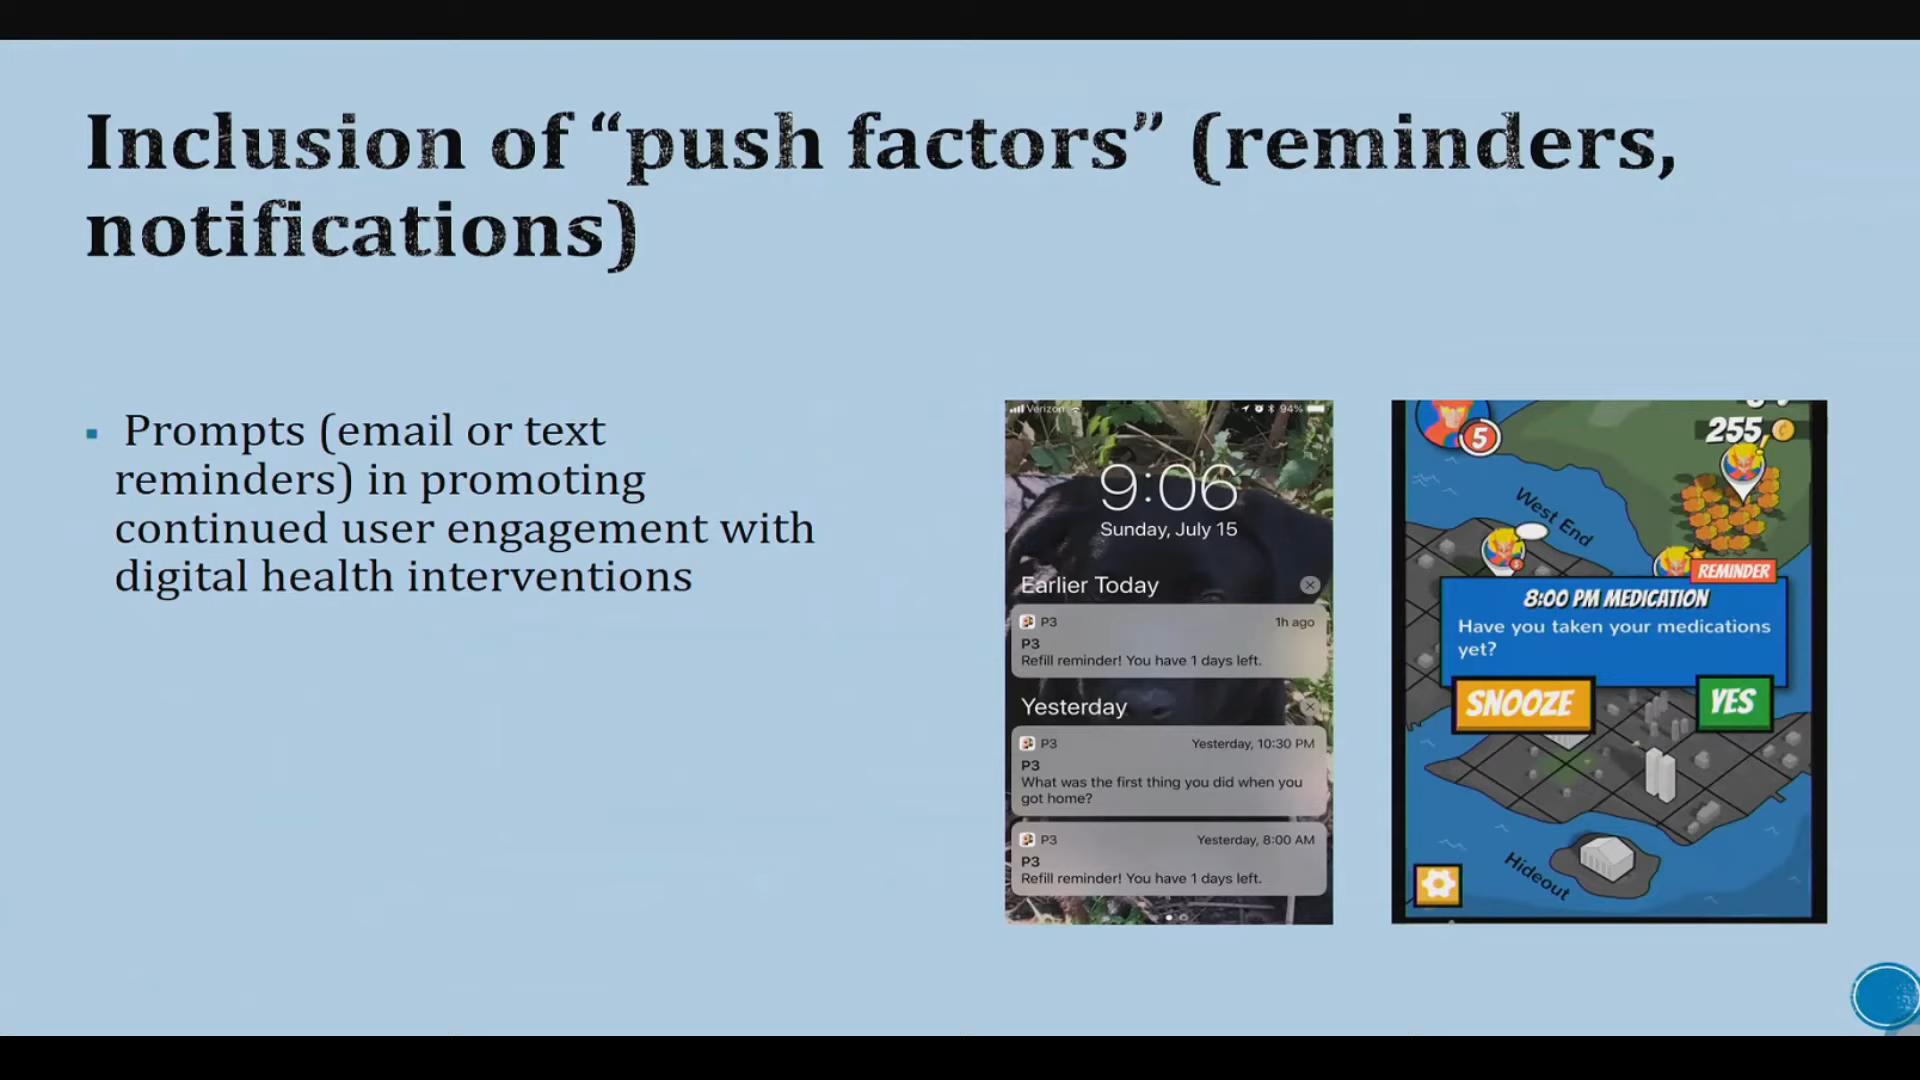 Inclusion of “push factors” (reminders,
notifications)
▪ Prompts (email or text
reminders) in promoting
continued user engagement with
digital health interventions
Verizon
94%
9:06
Sunday, July 15
Earlier Today
P3
1h ago
P3
Refill reminder! You have 1 days left.
Yesterday
P3
Yesterday, 10:30 PM
P3
What was the first thing you did when you
got home?
P3
Yesterday, 8:00 AM
P3
Refill reminder! You have 1 days left.
5
255
West End
REMINDER
8:00 PM MEDICATION
Have you taken your medications
yet?
SNOOZE
YES
Hideout